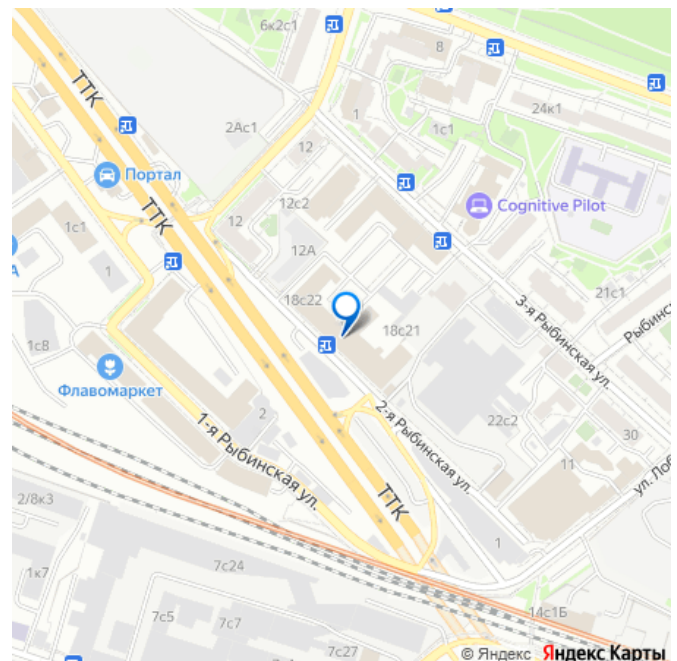 6к2с1
8
ТТК
24к1
2Ас1
1
1с1
12
Портал
12с2
Cognitive Pilot
ТТК
12
1с1
12А
1
21с1
18с22
3-я Рыбинская ул.
А
18с21
Рыбинс
1с8
Флавомаркет
2
2-я Рыбинская ул.
22с2
30
1-я Рыбинская ул.
11
ул. Лоб
2/8к3
ТТК
1
7с24
1к7
7с5
7с7
14с1Б
7с27
© Яндекс Яндекс Карты